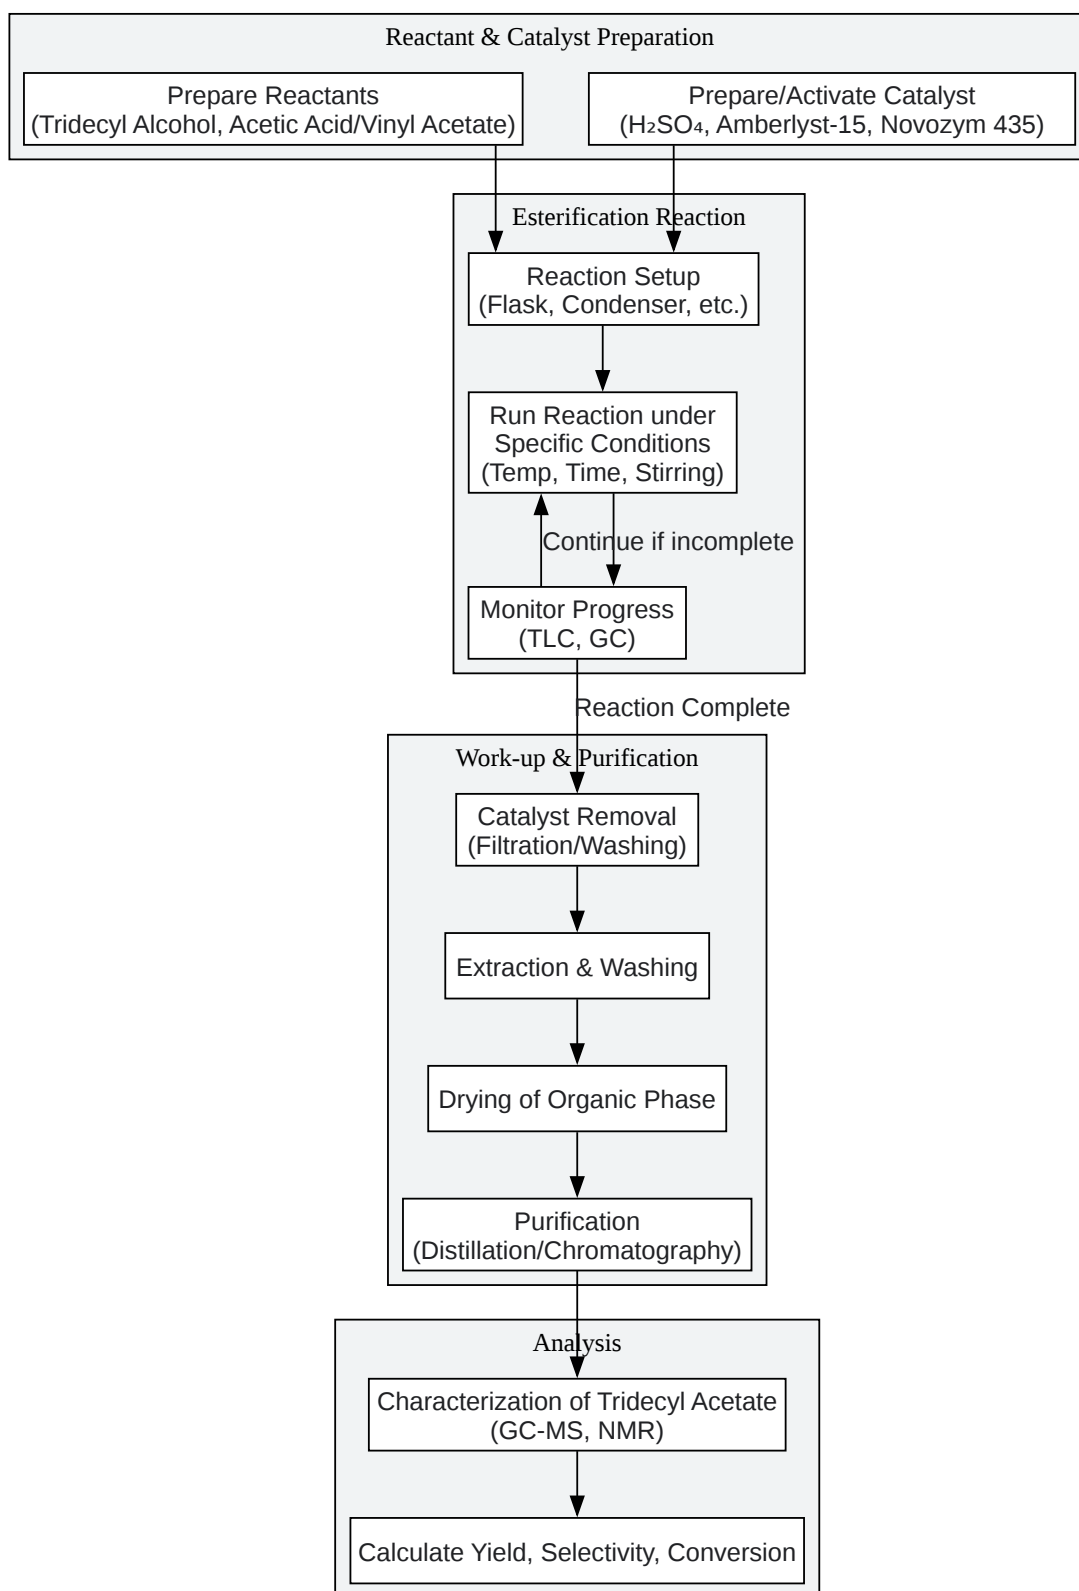 Reactant & Catalyst Preparation
Prepare Reactants
(Tridecyl Alcohol, Acetic Acid/Vinyl Acetate)
Prepare/Activate Catalyst
(H₂SO₄, Amberlyst-15, Novozym 435)
Esterification Reaction
Reaction Setup
(Flask, Condenser, etc.)
Run Reaction under
Specific Conditions
(Temp, Time, Stirring)
Continue if incomplete
Monitor Progress
(TLC, GC)
Reaction Complete
Work-up & Purification
Catalyst Removal
(Filtration/Washing)
Extraction & Washing
Drying of Organic Phase
Purification
(Distillation/Chromatography)
Analysis
Characterization of Tridecyl Acetate
(GC-MS, NMR)
Calculate Yield, Selectivity, Conversion